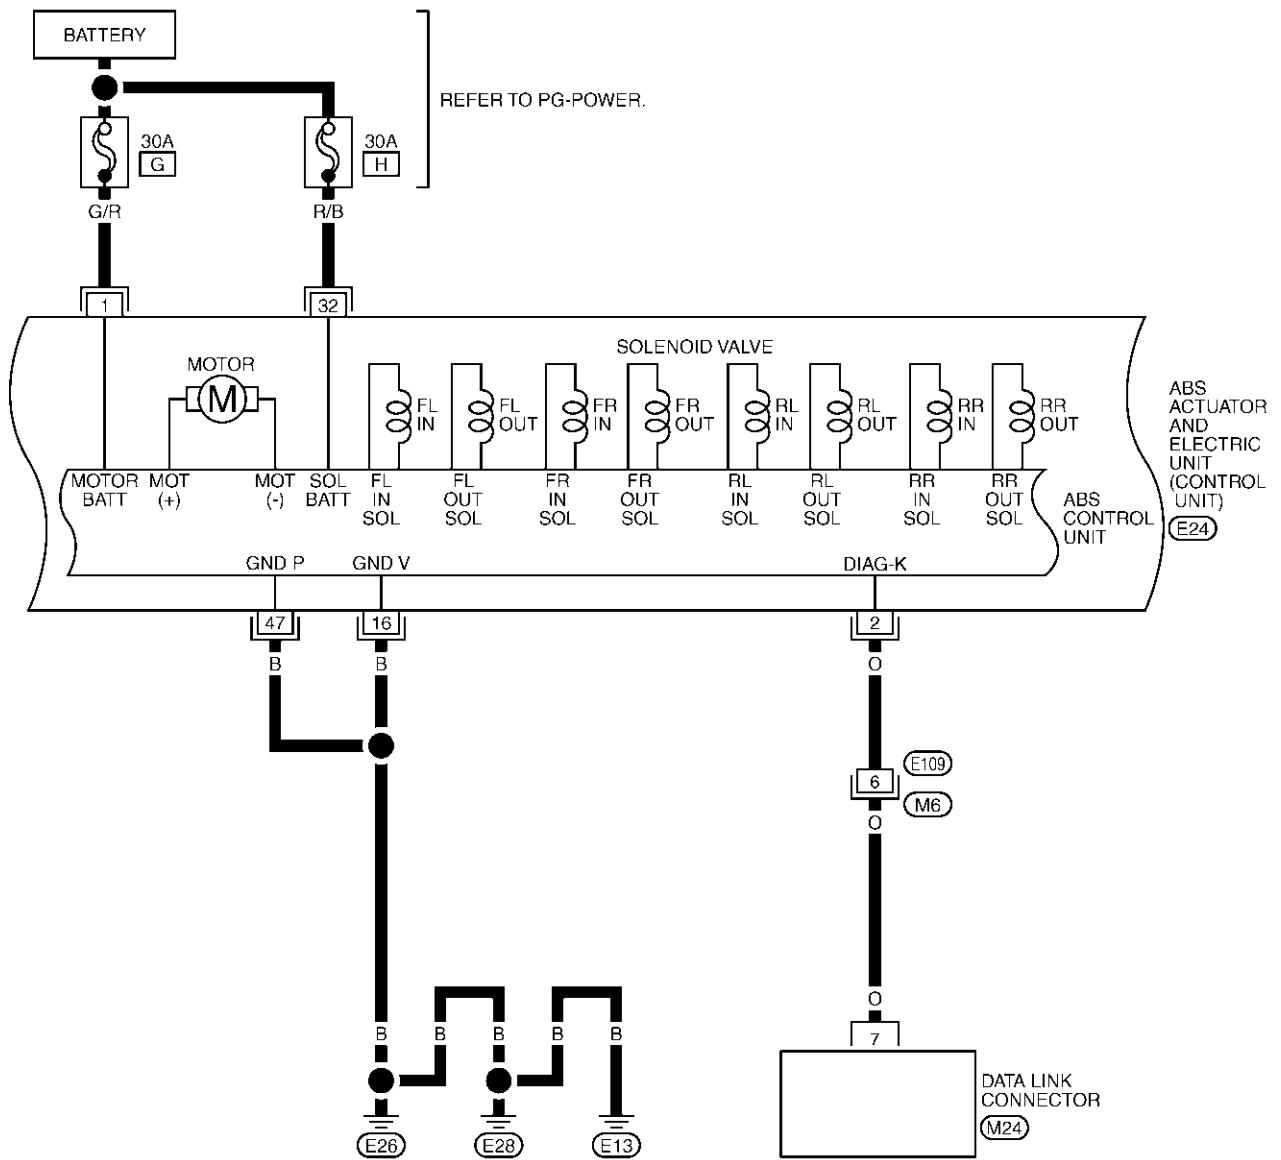 BATTERY
REFER TO PG-POWER.
30A
G
30A
H
G/R
R/B
1
32
SOLENOID VALVE
MOTOR
M
FL
IN
FL
OUT
FR
IN
FR
OUT
RL
IN
RL
OUT
RR
IN
RR
OUT
ABS
ACTUATOR
AND
ELECTRIC
UNIT
(CONTROL
UNIT)
E24
MOTOR
BATT
MOT
(+)
MOT
(-)
SOL
BATT
FL
IN
SOL
FL
OUT
SOL
FR
IN
SOL
FR
OUT
SOL
RL
IN
SOL
RL
OUT
SOL
RR
IN
SOL
RR
OUT
SOL
ABS
CONTROL
UNIT
GND P
GND V
DIAG-K
47
16
2
B
B
O
E109
6
M6
O
O
B
B
B
B
B
7
DATA LINK
CONNECTOR
M24
E26
E28
E13